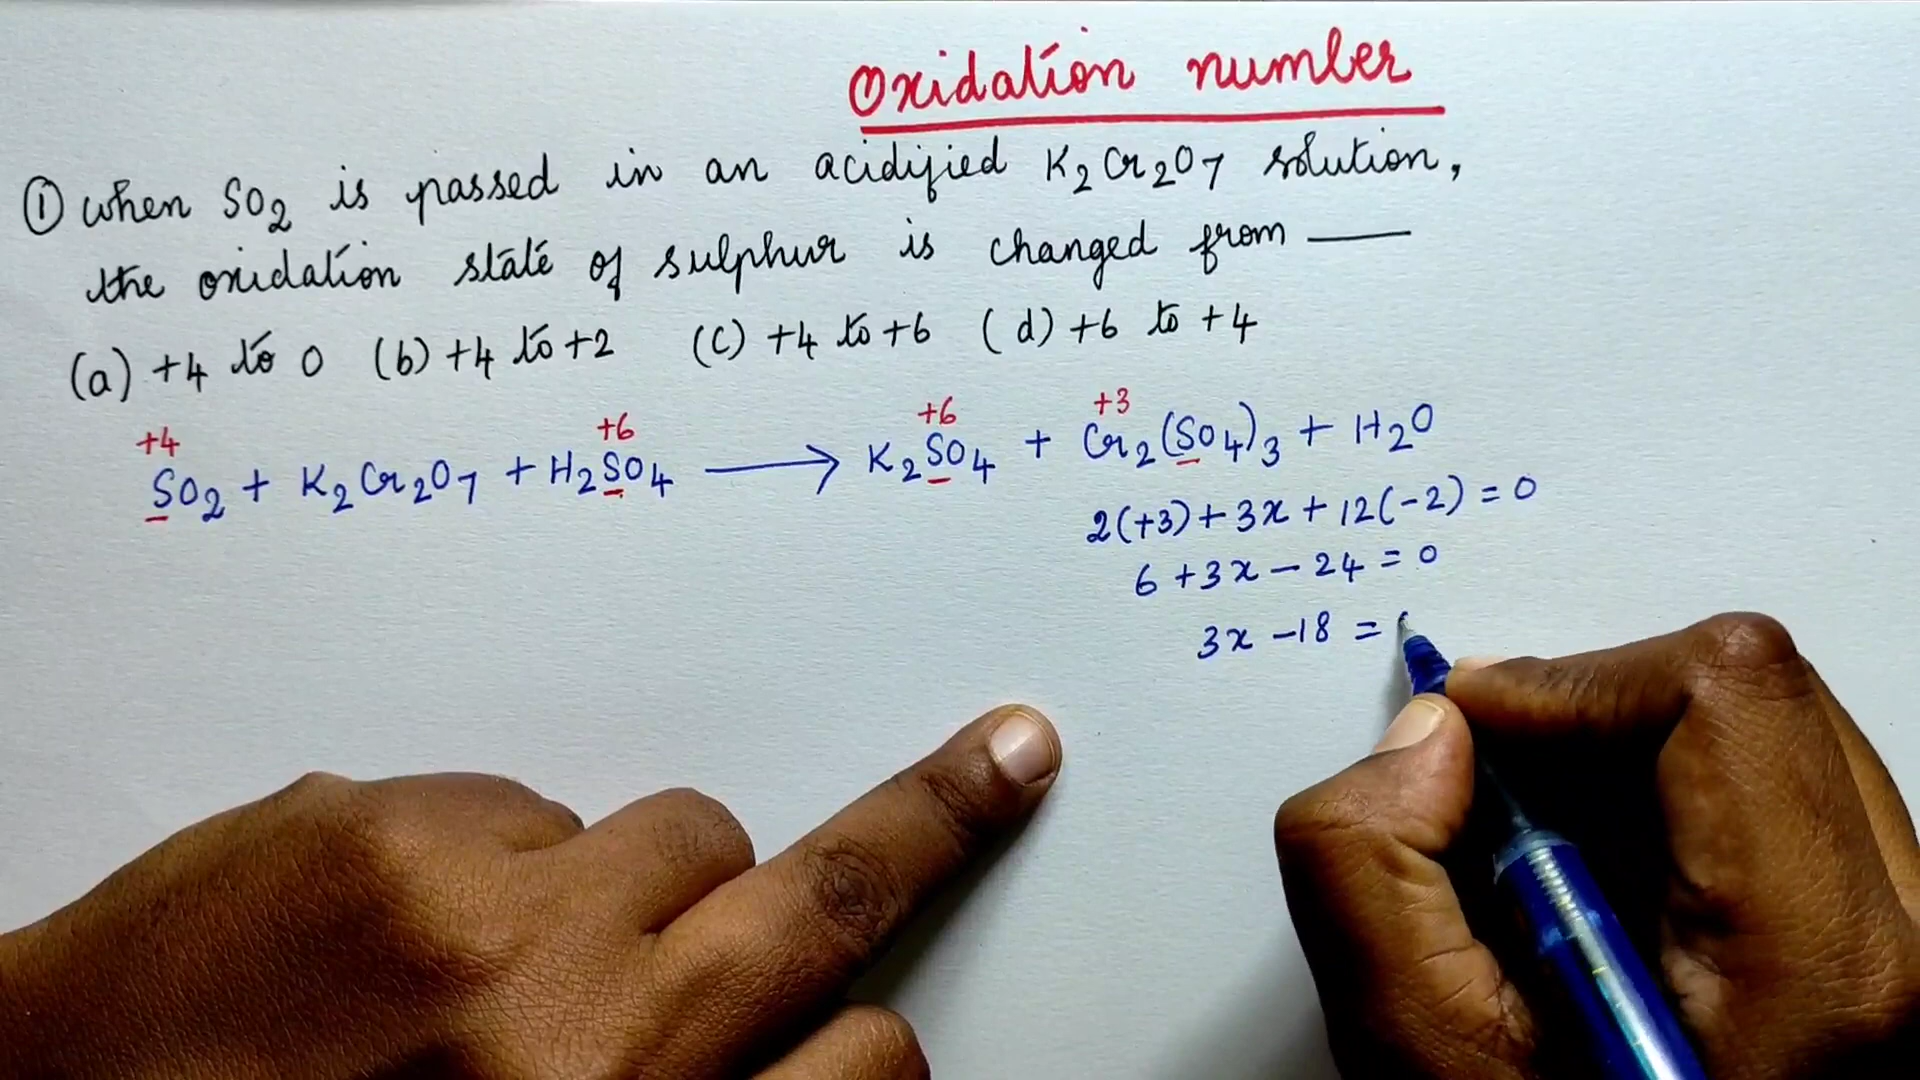 Oxidation number
① when SO2 is passed in an acidified K2Cr2O7 solution,
the oxidation state of sulphur is changed from ——
(a) +4 to 0 (b) +4 to +2 (C) +4 to +6 (d) +6 to +4
+4 +6 +6 +3
SO2 + K2Cr2O7 + H2SO4 ⟶ K2SO4 + Cr2(SO4)3 + H2O
2(+3) + 3x + 12(-2) = 0
6 + 3x - 24 = 0
3x - 18 =